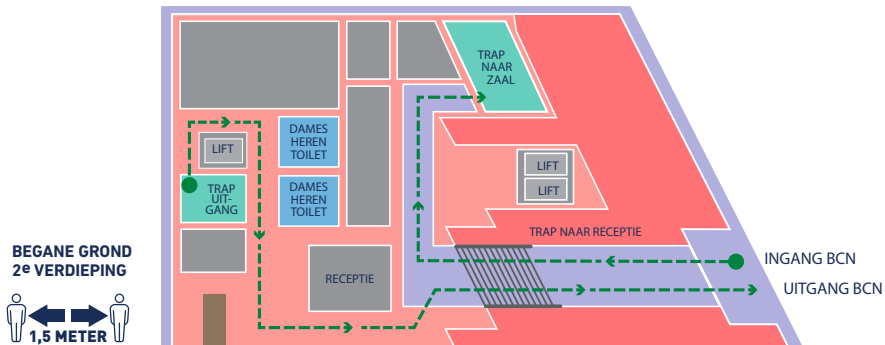 TRAP
NAAR
ZAAL
DAMES
HEREN
TOILET
LIFT
LIFT
LIFT
TRAP
UIT-
GANG
DAMES
HEREN
TOILET
TRAP NAAR RECEPTIE
BEGANE GROND
2e VERDIEPING
RECEPTIE
INGANG BCN
UITGANG BCN
1,5 METER